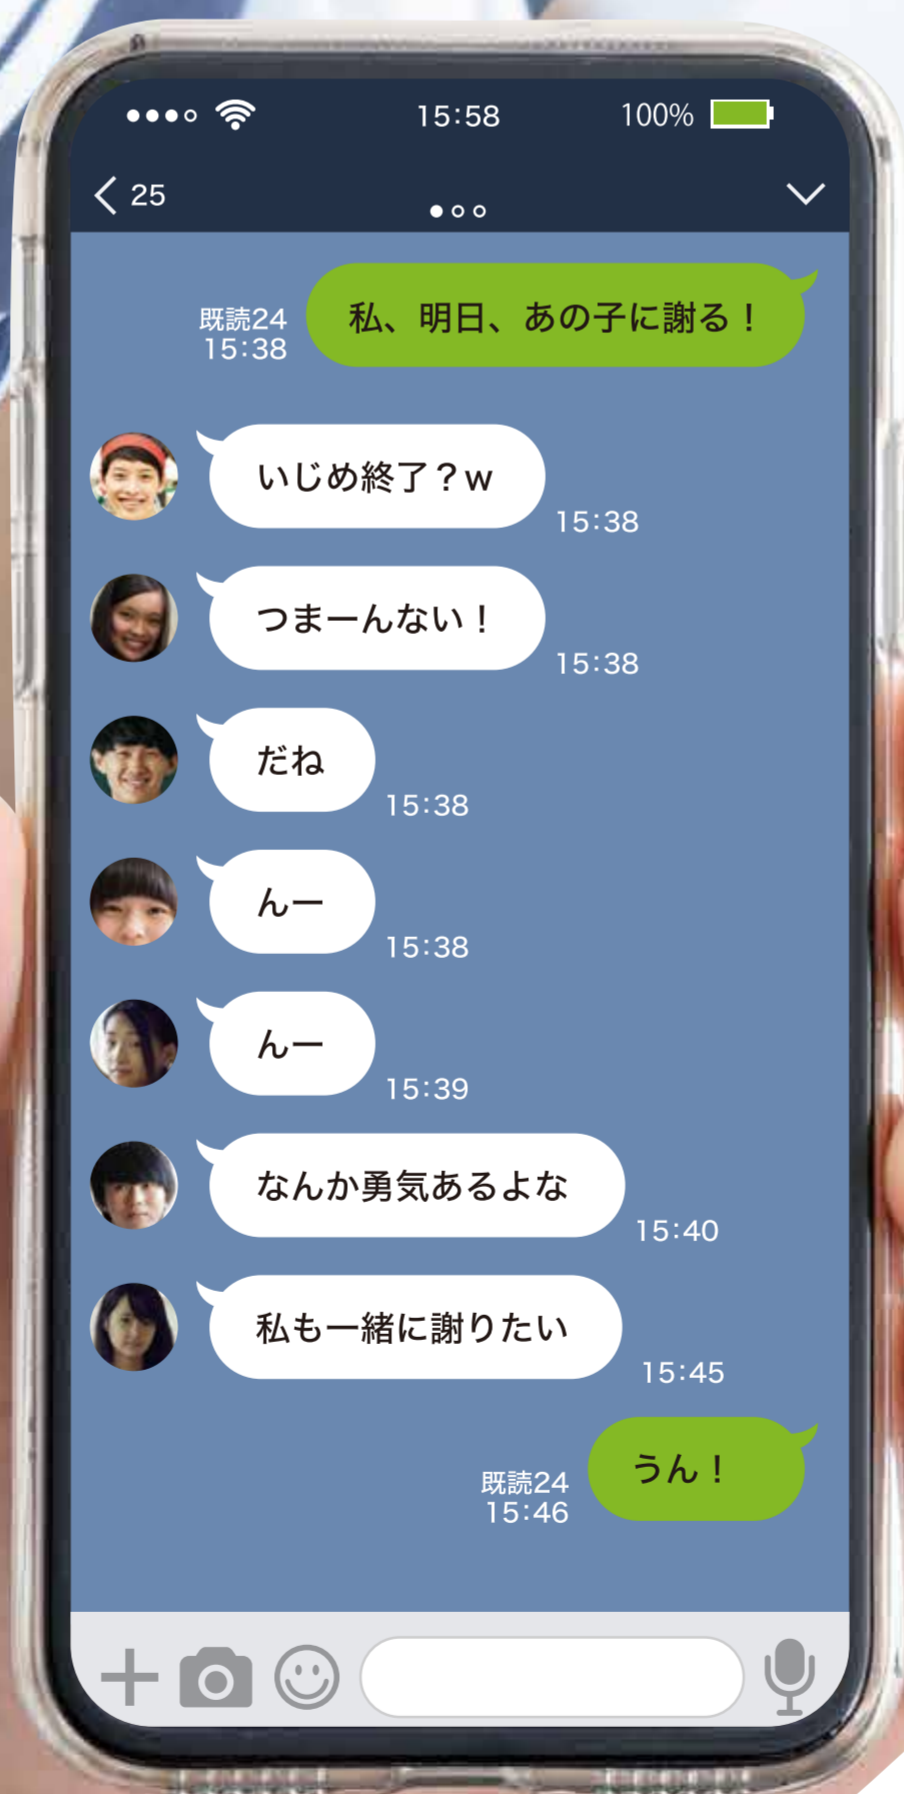 15:58 100%
25
私、明日、あの子に謝る！
既読24
15:38
いじめ終了？w
15:38
つまーんない！
15:38
だね
15:38
んー
15:38
んー
15:39
なんか勇気あるよな
15:40
私も一緒に謝りたい
15:45
うん！
既読24
15:46